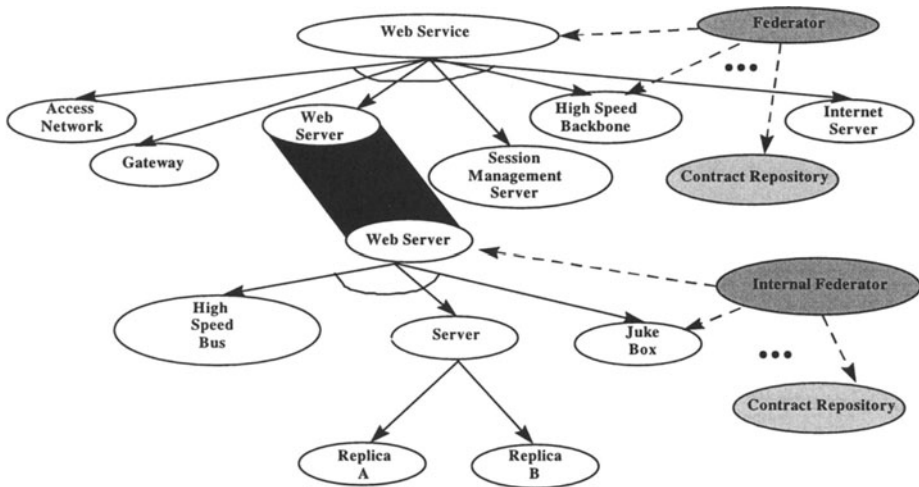 Web Service
Federator
Access
Network
Gateway
Web
Server
Session
Management
Server
High Speed
Backbone
Internet
Server
Contract Repository
Web Server
Internal Federator
High
Speed
Bus
Server
Juke
Box
Contract Repository
Replica
A
Replica
B